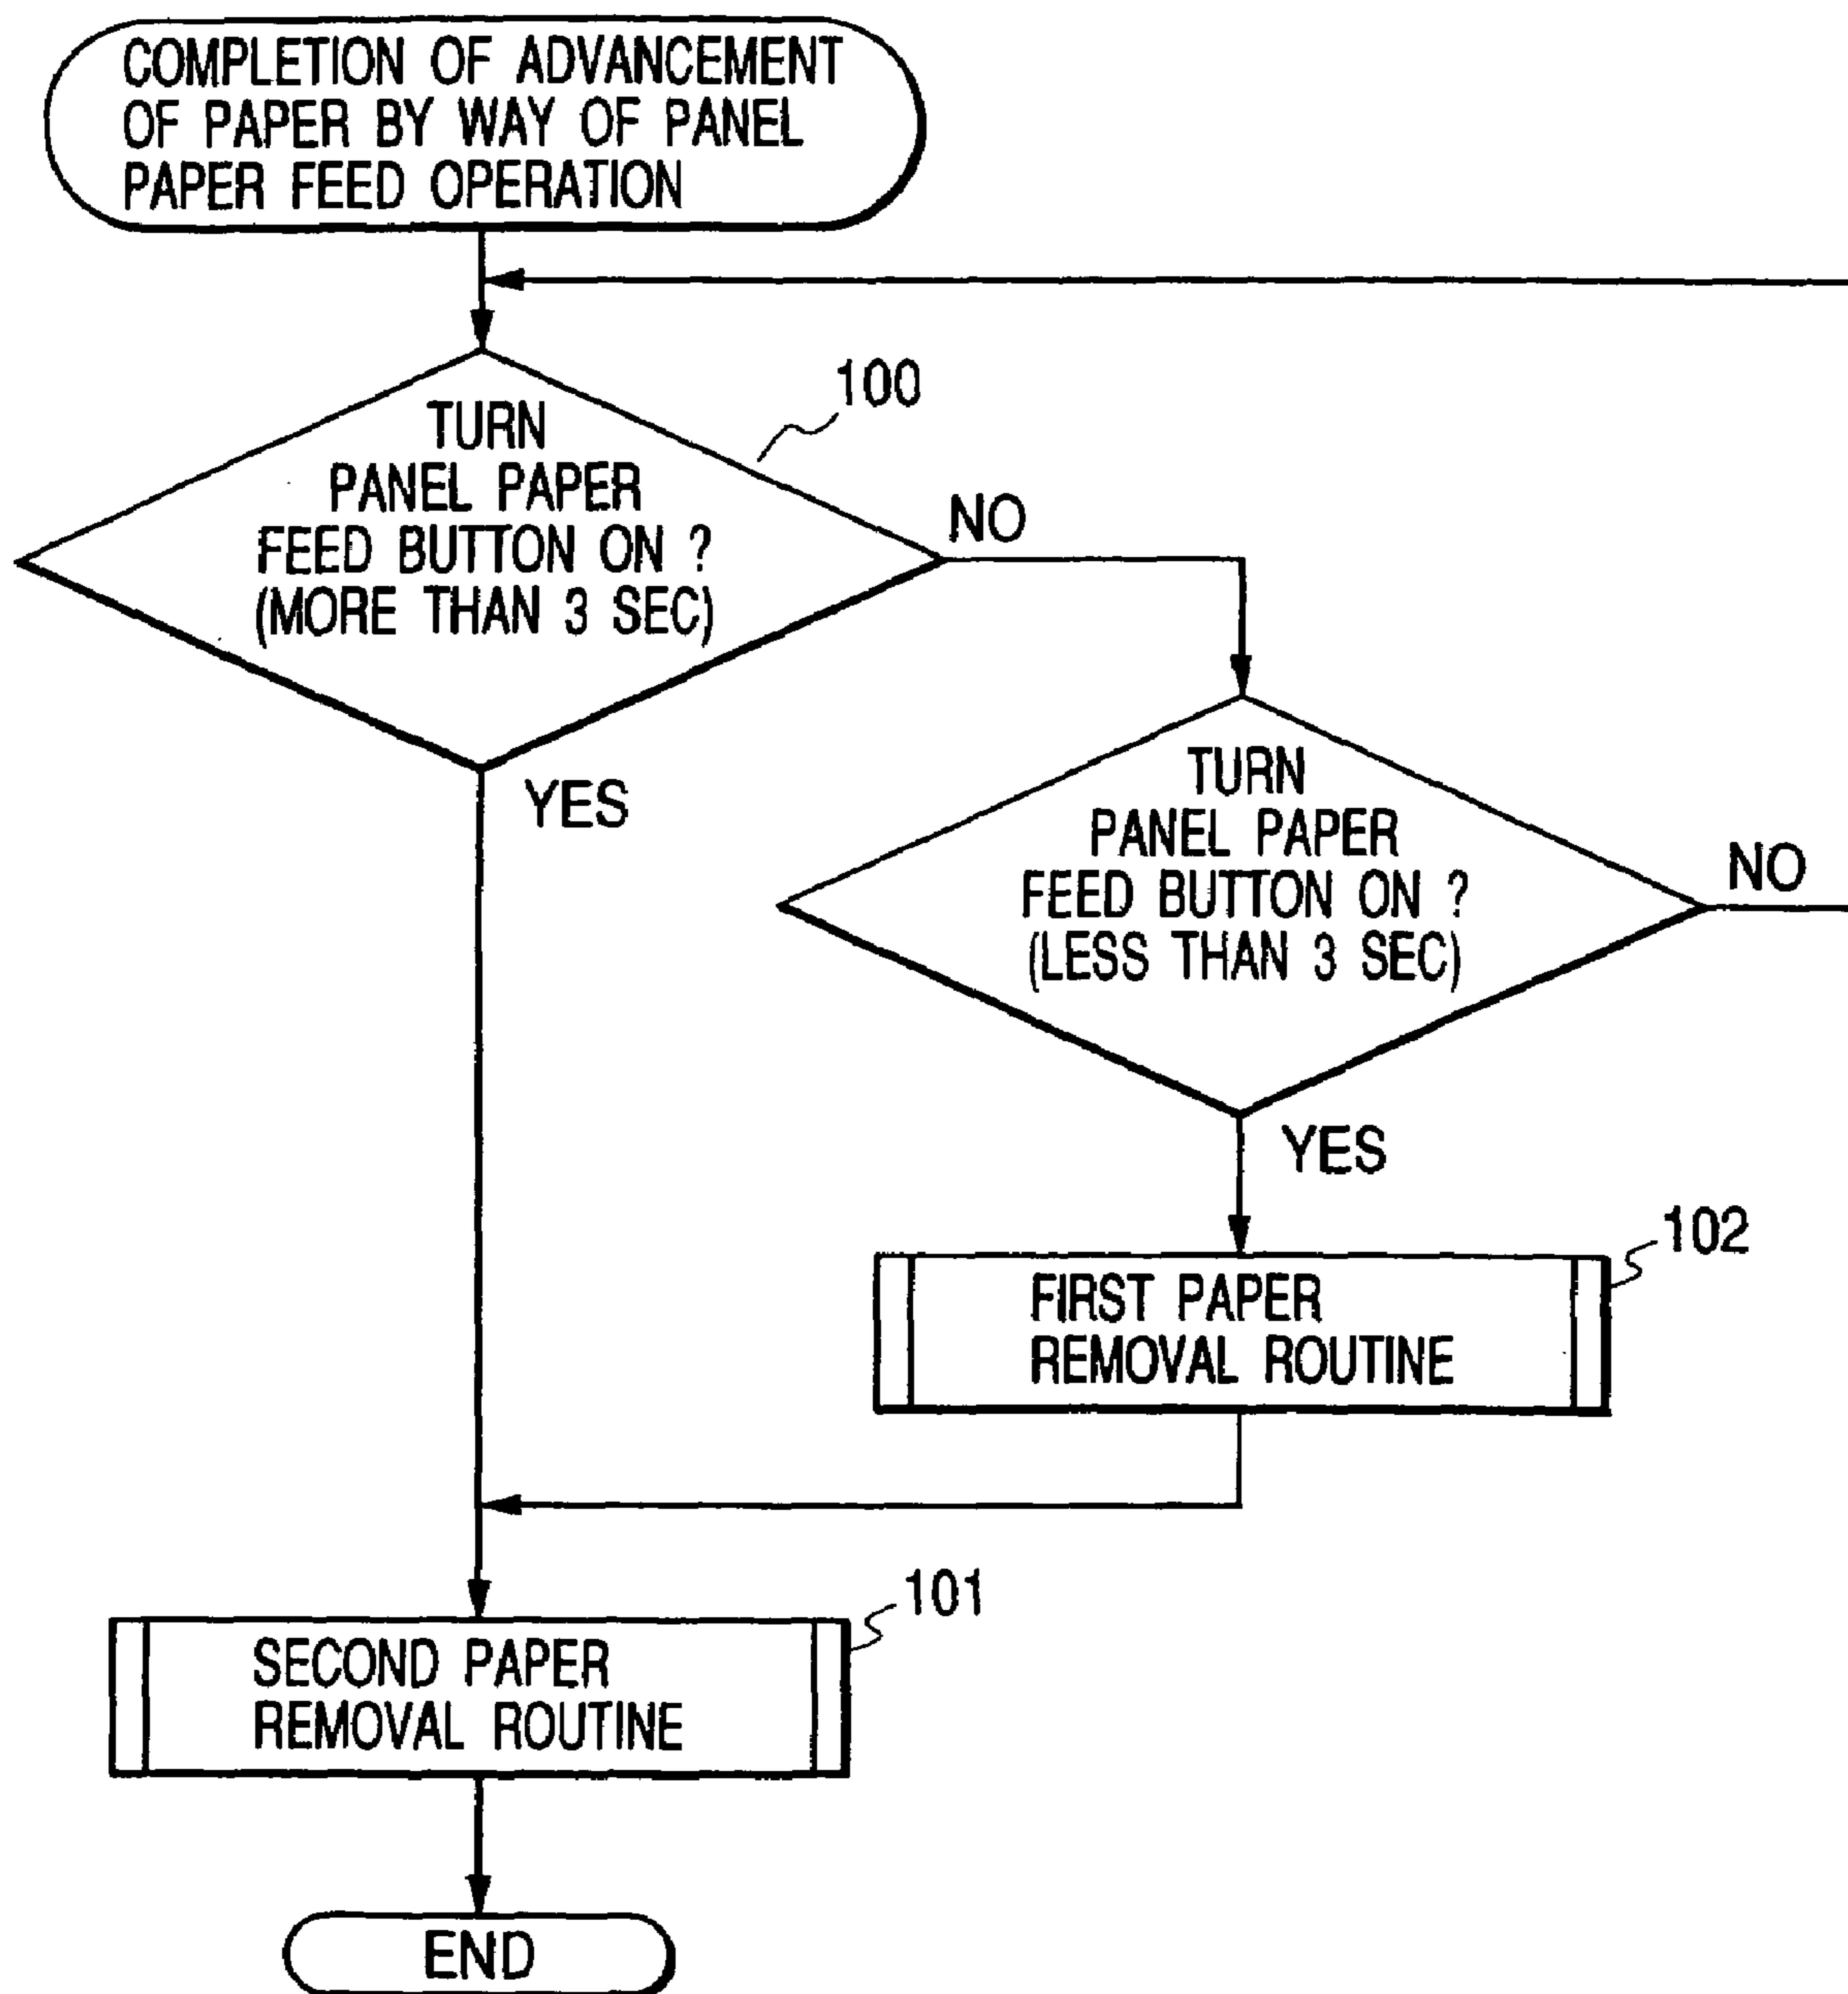 COMPLETION OF ADVANCEMENT
OF PAPER BY WAY OF PANEL
PAPER FEED OPERATION
100
TURN
PANEL PAPER
FEED BUTTON ON ?
(MORE THAN 3 SEC)
NO
YES
TURN
PANEL PAPER
FEED BUTTON ON ?
(LESS THAN 3 SEC)
NO
YES
102
FIRST PAPER
REMOVAL ROUTINE
101
SECOND PAPER
REMOVAL ROUTINE
END